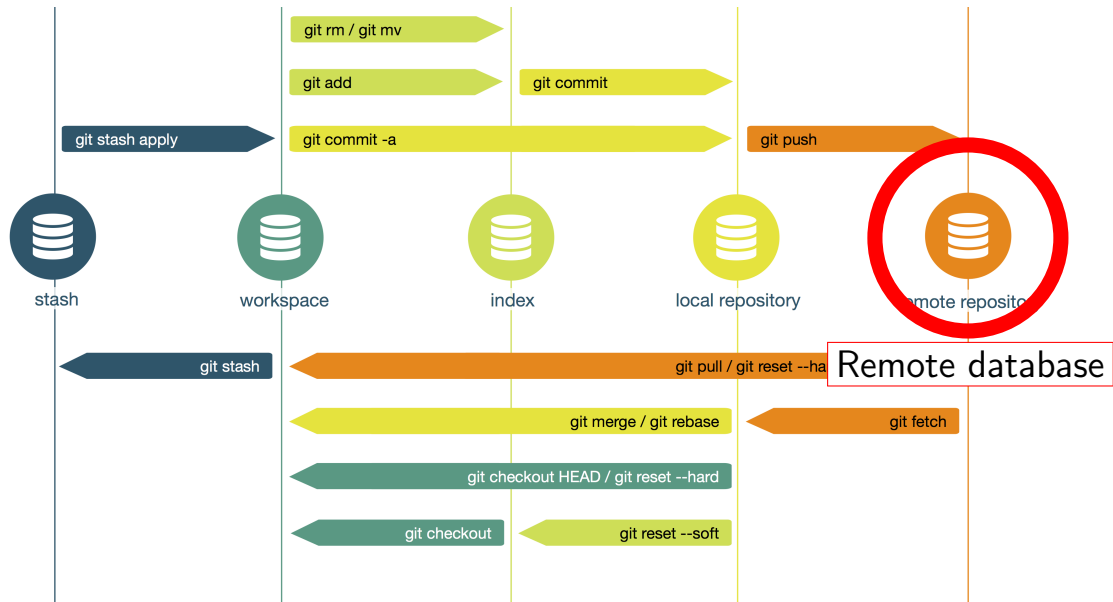 git rm / git mv
git add
git commit
git stash apply
git commit -a
git push
stash
workspace
index
local repository
emote reposito
git stash
git pull / git reset --ha
Remote database
git merge / git rebase
git fetch
git checkout HEAD / git reset --hard
git checkout
git reset --soft